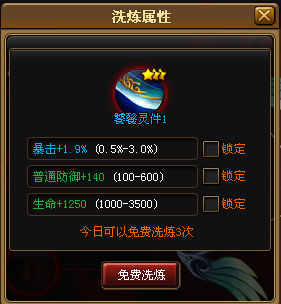 洗炼属性
饕餮灵件1
暴击+1.9% (0.5%-3.0%) 锁定
普通防御+140 (100-600) 锁定
生命+1250 (1000-3500) 锁定
今日可以免费洗炼3次
免费洗炼